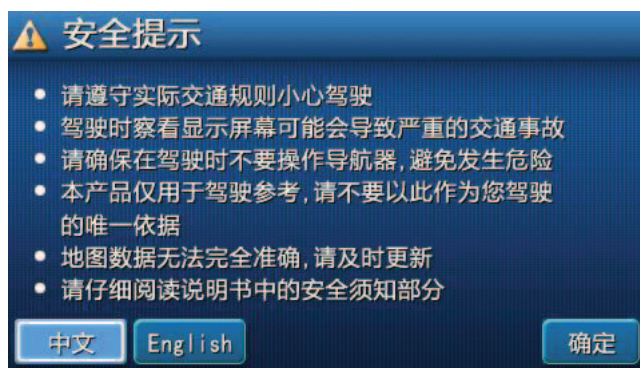 安全提示
• 请遵守实际交通规则小心驾驶
• 驾驶时察看显示屏幕可能会导致严重的交通事故
• 请确保在驾驶时不要操作导航器,避免发生危险
• 本产品仅用于驾驶参考,请不要以此作为您驾驶
的唯一依据
• 地图数据无法完全准确,请及时更新
• 请仔细阅读说明书中的安全须知部分
中文 English 确定